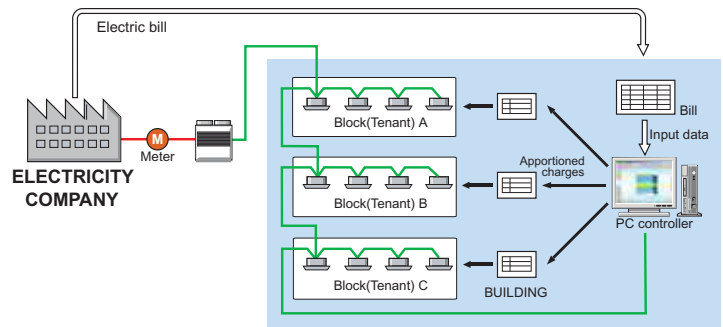 Electric bill
M
Meter
ELECTRICITY
COMPANY
Block(Tenant) A
Block(Tenant) B
Block(Tenant) C
Apportioned
charges
BUILDING
Bill
Input data
PC controller